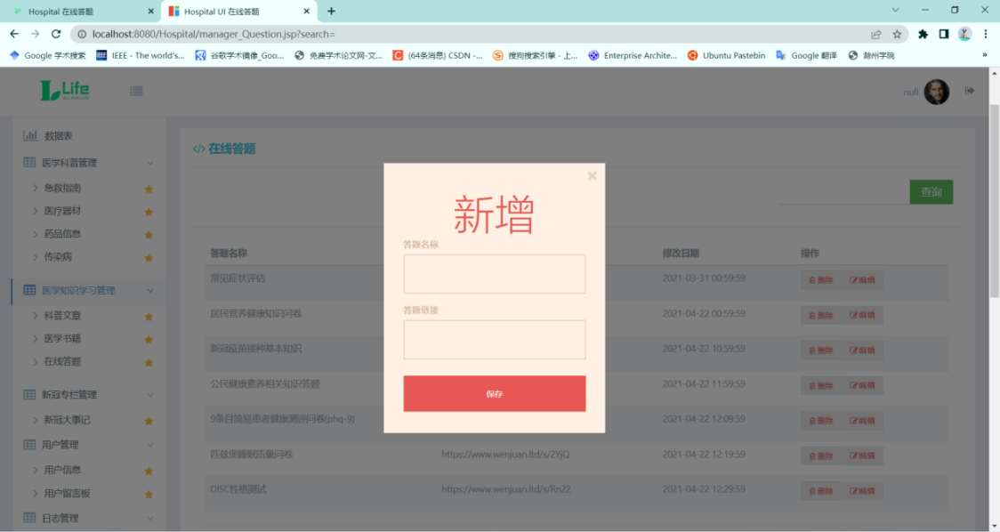 Hospital 在线答题
Hospital UI 在线答题
localhost:8080/Hospital/manager_Question.jsp?search=
Google 学术搜索
IEEE - The world's...
谷歌学术镜像_Goo...
免费学术论文网-文...
(64条消息) CSDN -...
搜狗搜索引擎 - 上...
Enterprise Archite...
Ubuntu Pastebin
Google 翻译
滁州学院
»
Life
null
数据表
医学科普管理
急救指南
医疗器材
药品信息
传染病
医学知识学习管理
科普文章
医学书籍
在线答题
新冠专栏管理
新冠大事记
用户管理
用户信息
用户留言板
日志管理
</> 在线答题
查询
新增
答题名称
答题链接
保存
答题名称 修改日期 操作
常见症状评估 2021-03-31 00:59:59 删除 编辑
居民营养健康知识问卷 2021-04-22 00:59:59 删除 编辑
新冠疫苗接种基本知识 2021-04-22 10:59:59 删除 编辑
公民健康素养相关知识答题 2021-04-22 11:59:59 删除 编辑
9条目简易患者健康测评问卷(phq-9) 2021-04-22 12:09:59 删除 编辑
匹兹堡睡眠质量问卷 https://www.wenjuan.ltd/s/2YjQ 2021-04-22 12:19:59 删除 编辑
DISC性格测试 https://www.wenjuan.ltd/s/Rn22 2021-04-22 12:29:59 删除 编辑